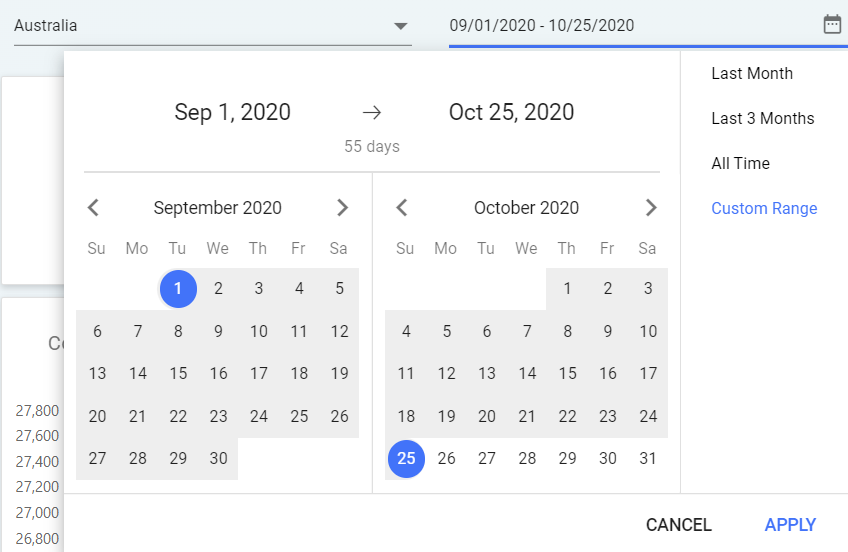 Australia
09/01/2020 - 10/25/2020
Sep 1, 2020 → Oct 25, 2020
55 days
September 2020
Su Mo Tu We Th Fr Sa
1 2 3 4 5
6 7 8 9 10 11 12
13 14 15 16 17 18 19
20 21 22 23 24 25 26
27 28 29 30
October 2020
Su Mo Tu We Th Fr Sa
1 2 3
4 5 6 7 8 9 10
11 12 13 14 15 16 17
18 19 20 21 22 23 24
25 26 27 28 29 30 31
Last Month
Last 3 Months
All Time
Custom Range
CANCEL APPLY
27,800
27,600
27,400
27,200
27,000
26,800